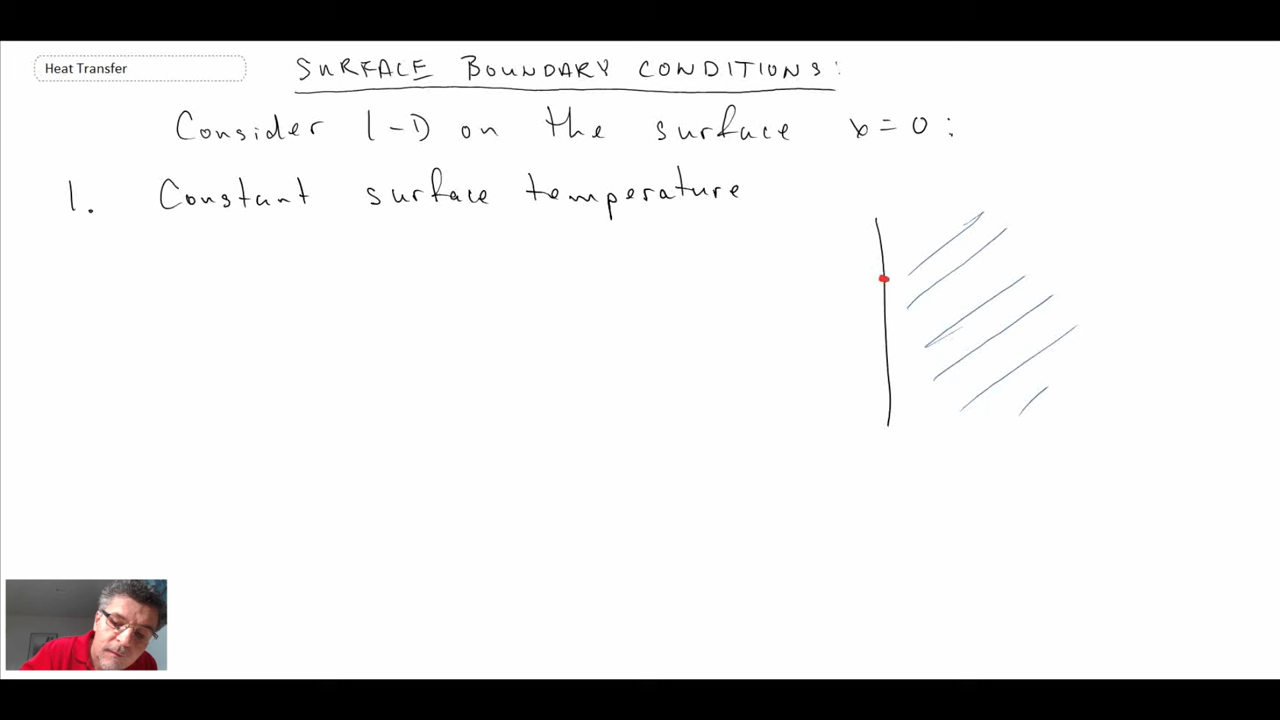 Heat Transfer
SURFACE BOUNDARY CONDITIONS:
Consider 1-D on the surface x=0:
1. Constant surface temperature